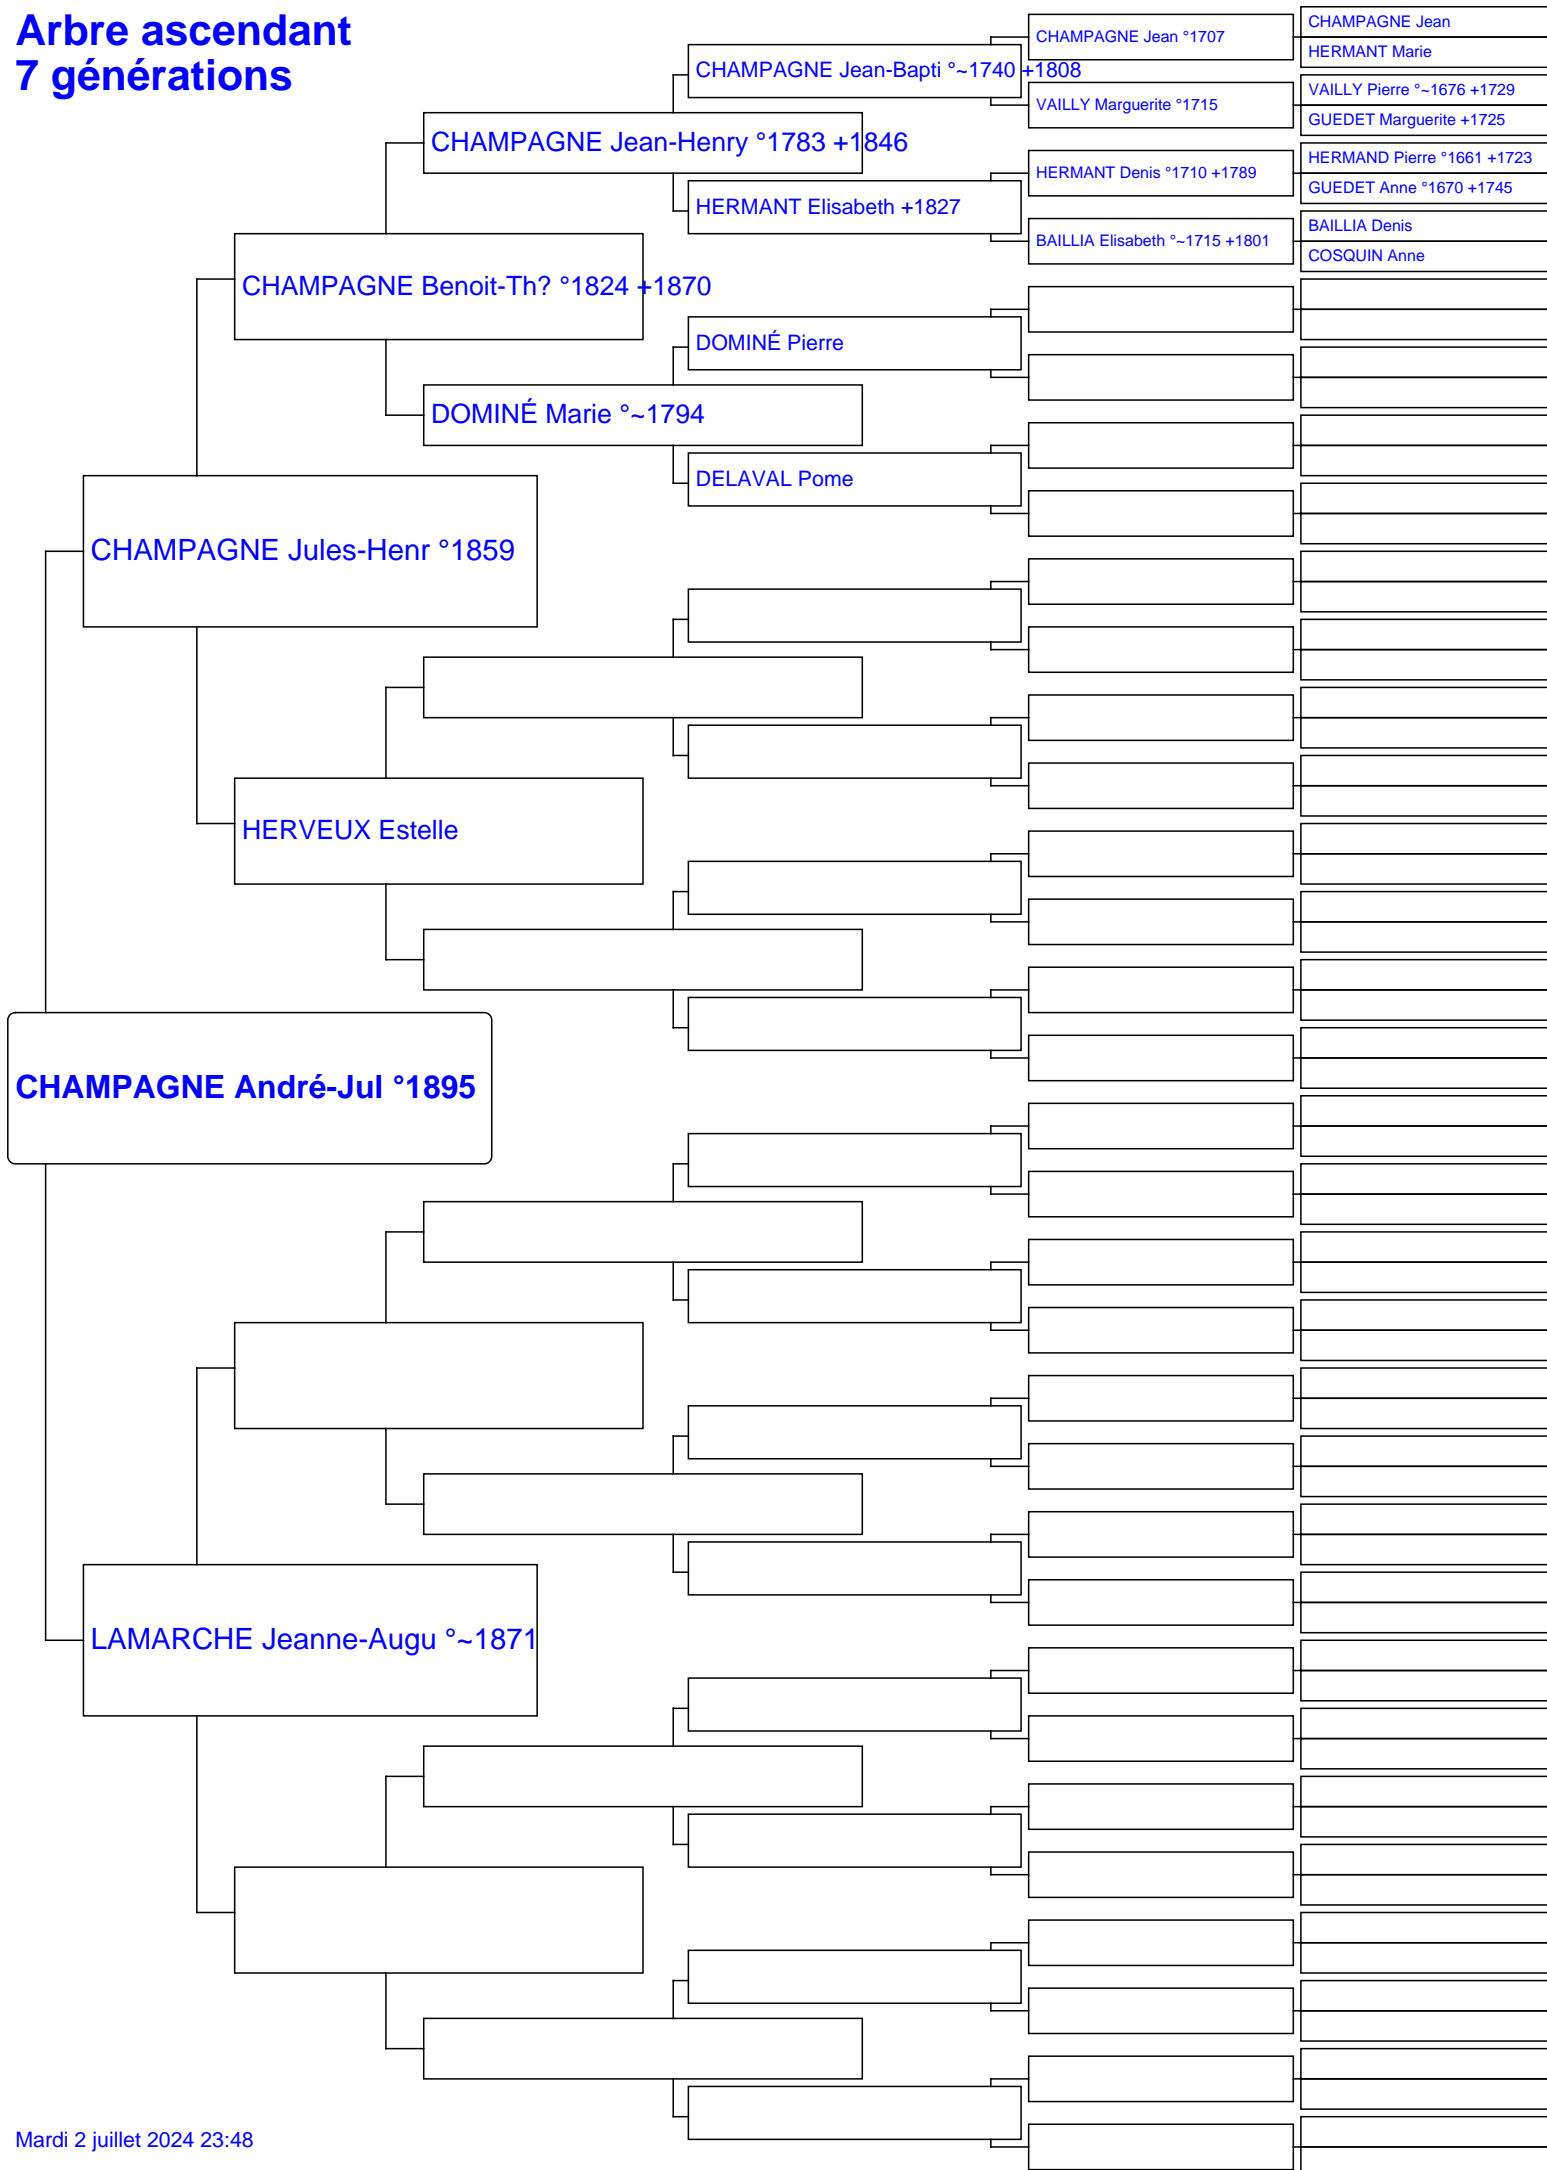 Arbre ascendant
7 générations
CHAMPAGNE Jean °1707
CHAMPAGNE Jean
HERMANT Marie
CHAMPAGNE Jean-Bapti °~1740 +1808
VAILLY Marguerite °1715
VAILLY Pierre °~1676 +1729
GUEDET Marguerite +1725
CHAMPAGNE Jean-Henry °1783 +1846
HERMANT Denis °1710 +1789
HERMAND Pierre °1661 +1723
GUEDET Anne °1670 +1745
HERMANT Elisabeth +1827
BAILLIA Elisabeth °~1715 +1801
BAILLIA Denis
COSQUIN Anne
CHAMPAGNE Benoit-Th? °1824 +1870
DOMINÉ Pierre
DOMINÉ Marie °~1794
DELAVAL Pome
CHAMPAGNE Jules-Henr °1859
HERVEUX Estelle
CHAMPAGNE André-Jul °1895
LAMARCHE Jeanne-Augu °~1871
Mardi 2 juillet 2024 23:48